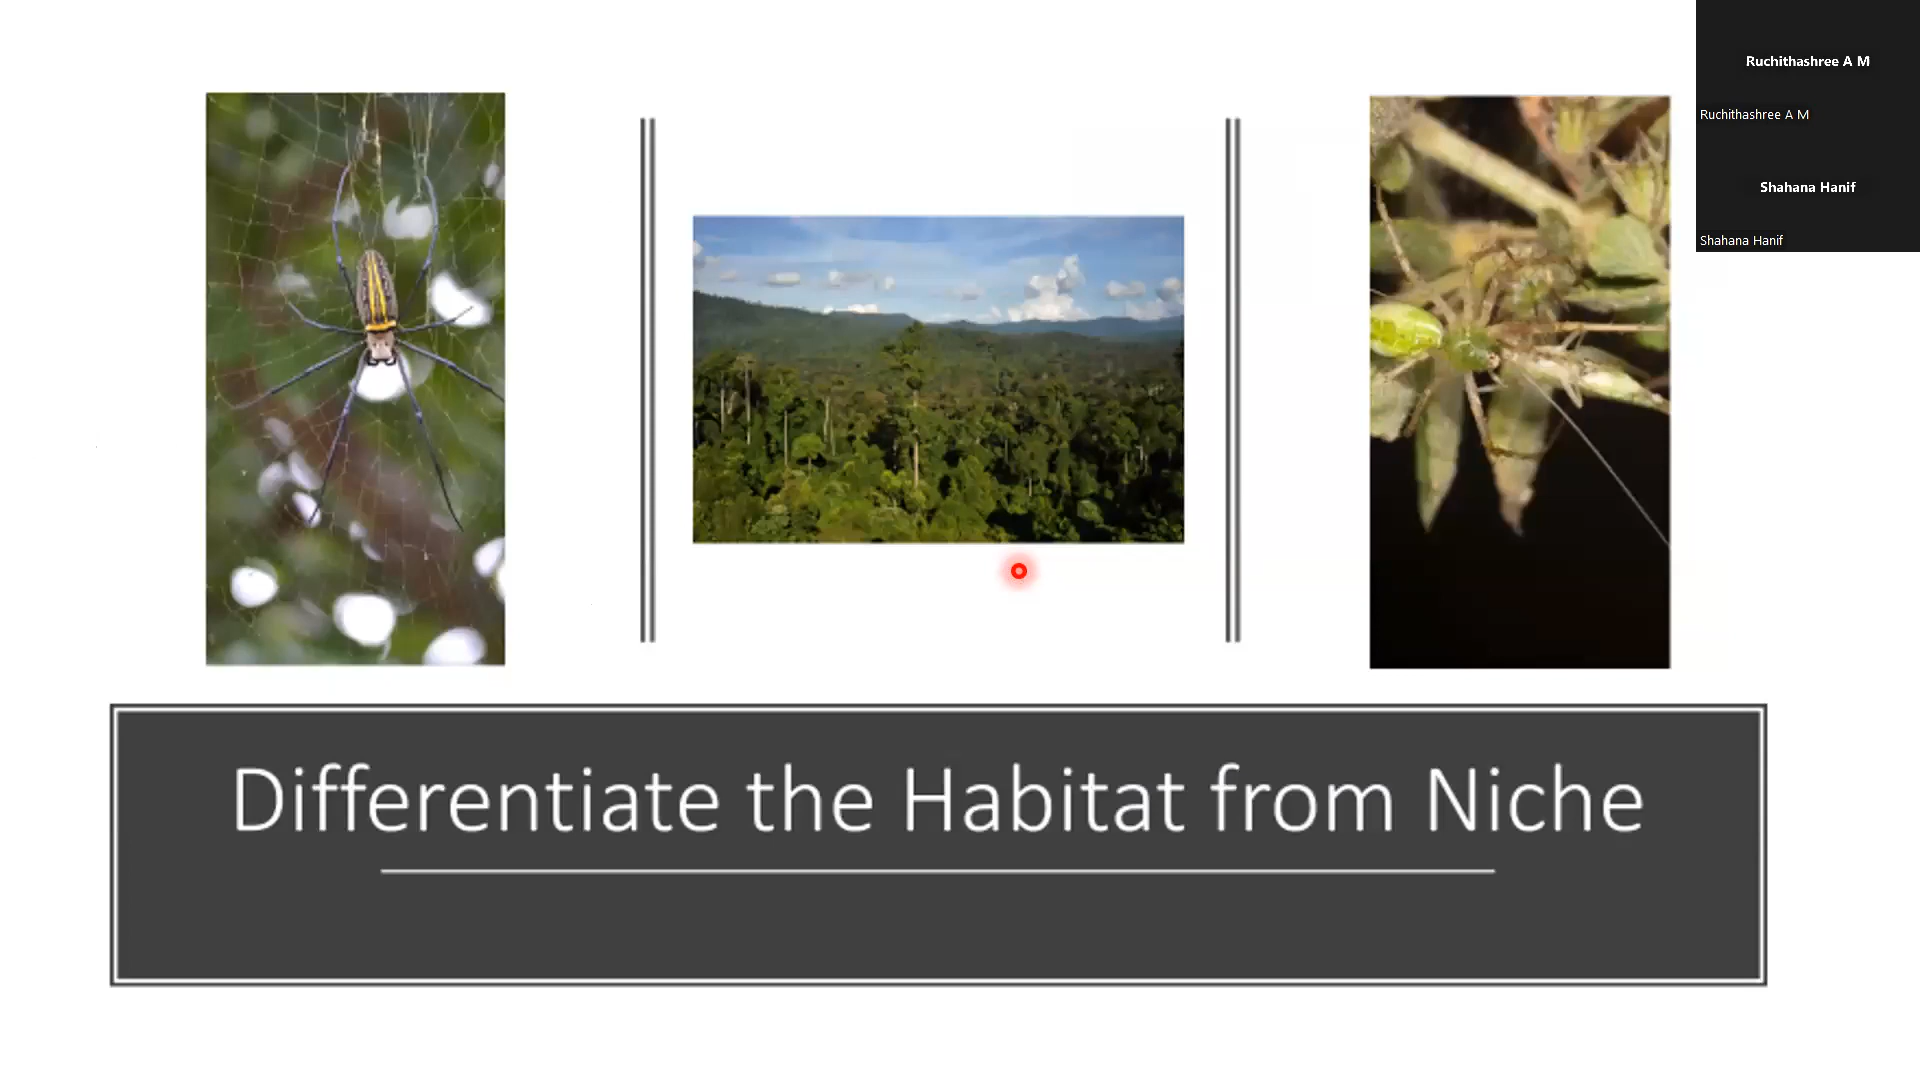 Ruchithashree A M
Ruchithashree A M
Shahana Hanif
Shahana Hanif
Differentiate the Habitat from Niche